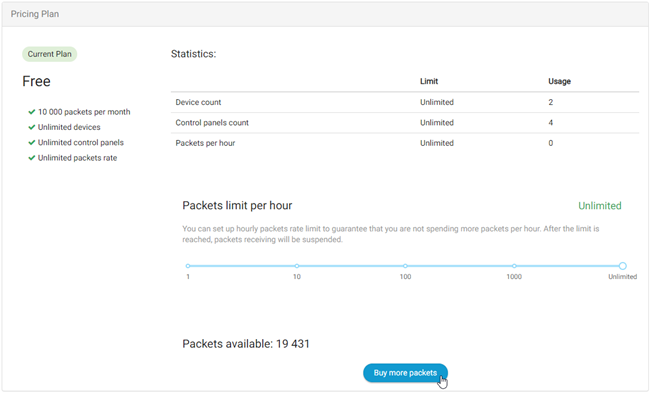 Pricing Plan
Current Plan
Free
10 000 packets per month
Unlimited devices
Unlimited control panels
Unlimited packets rate
Statistics:
Limit Usage
Device count Unlimited 2
Control panels count Unlimited 4
Packets per hour Unlimited 0
Packets limit per hour Unlimited
You can set up hourly packets rate limit to guarantee that you are not spending more packets per hour. After the limit is
reached, packets receiving will be suspended.
1 10 100 1000 Unlimited
Packets available: 19 431
Buy more packets